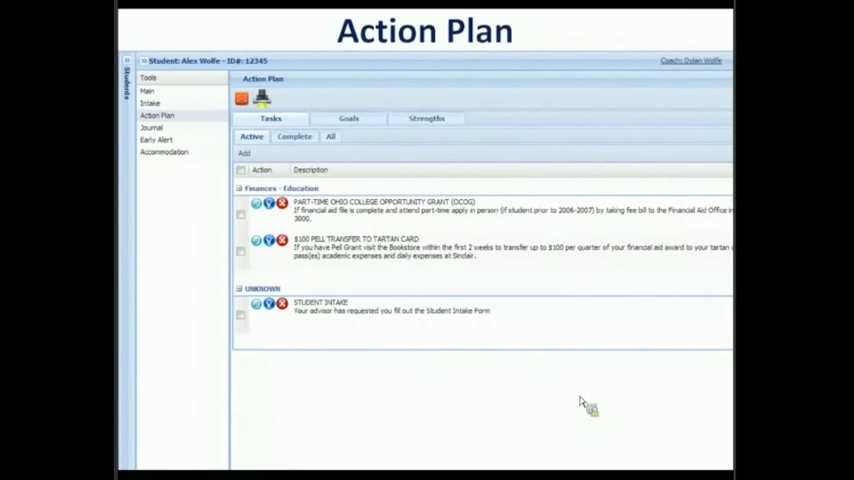 Action Plan
Student: Alex Wolfe - ID#: 12345
Coach: Dylan Wolfe
Students
Tools
Main
Intake
Action Plan
Journal
Early Alert
Accommodation
Action Plan
Tasks Goals Strengths
Active Complete All
Add
Action Description
Finances - Education
PART-TIME OHIO COLLEGE OPPORTUNITY GRANT (OCOG)
If financial aid file is complete and attend part-time apply in person (if student prior to 2006-2007) by taking fee bill to the Financial Aid Office in
3000.
$100 PELL TRANSFER TO TARTAN CARD
If you have Pell Grant visit the Bookstore within the first 2 weeks to transfer up to $100 per quarter of your financial aid award to your tartan
pass(es) academic expenses and daily expenses at Sinclair.
UNKNOWN
STUDENT INTAKE
Your advisor has requested you fill out the Student Intake Form